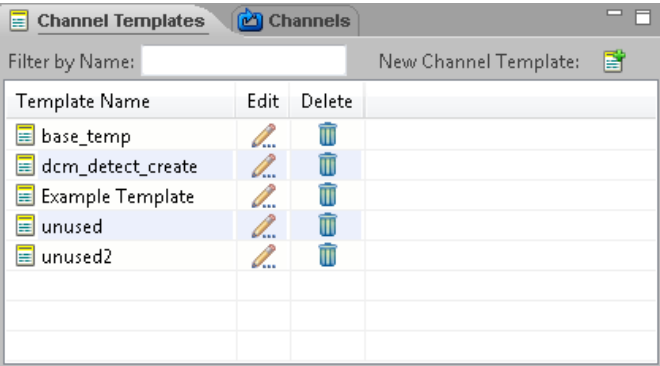 Channel Templates Channels
Filter by Name: New Channel Template:
Template Name Edit Delete
base_temp
dcm_detect_create
Example Template
unused
unused2